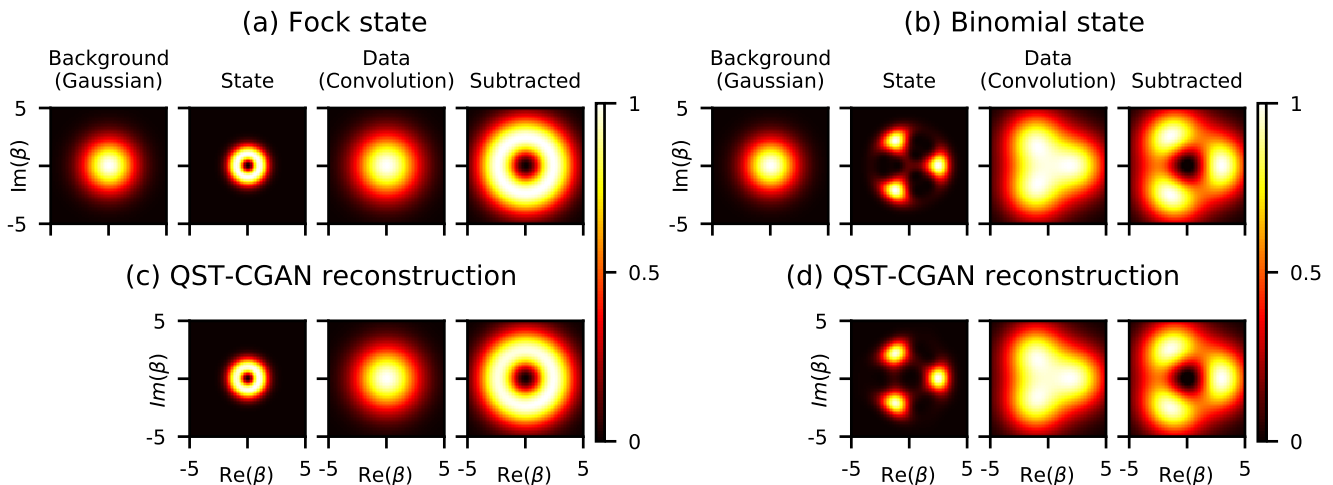 (a) Fock state
Background
(Gaussian)
State
Data
(Convolution)
Subtracted
5
Im(β)
-5
1
0.5
0
(b) Binomial state
Background
(Gaussian)
State
Data
(Convolution)
Subtracted
5
Im(β)
-5
1
0.5
0
(c) QST-CGAN reconstruction
5
Im(β)
-5
-5 Re(β) 5 -5 Re(β) 5 -5 Re(β) 5
(d) QST-CGAN reconstruction
5
Im(β)
-5
-5 Re(β) 5 -5 Re(β) 5 -5 Re(β) 5